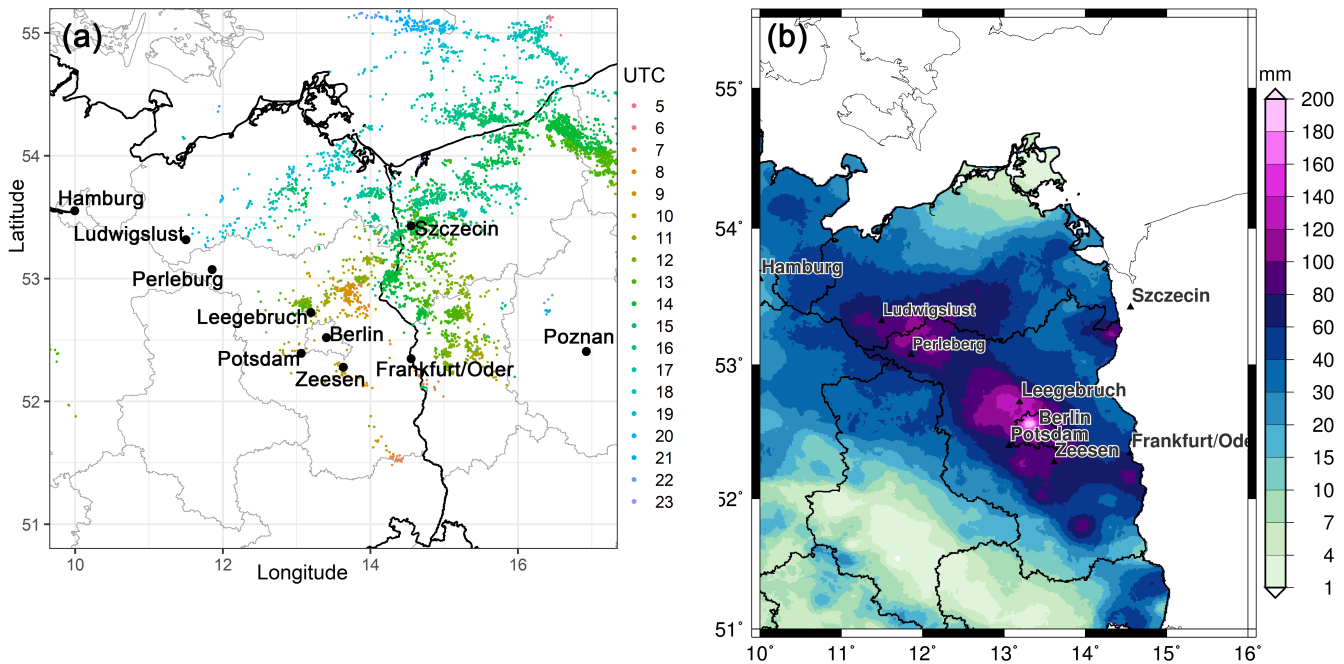 (a)
55
54
53
52
51
Latitude
10
12
14
16
Longitude
Hamburg
Ludwigslust
Perleburg
Szczecin
Leegebruch
Berlin
Potsdam
Zeesen
Frankfurt/Oder
Poznan
UTC
5
6
7
8
9
10
11
12
13
14
15
16
17
18
19
20
21
22
23
(b)
55°
54°
53°
52°
51°
10°
11°
12°
13°
14°
15°
16°
Hamburg
Szczecin
Ludwigslust
Perleberg
Leegebruch
Berlin
Potsdam
Zeesen
Frankfurt/Ode
mm
200
180
160
140
120
100
80
60
40
30
20
15
10
7
4
1